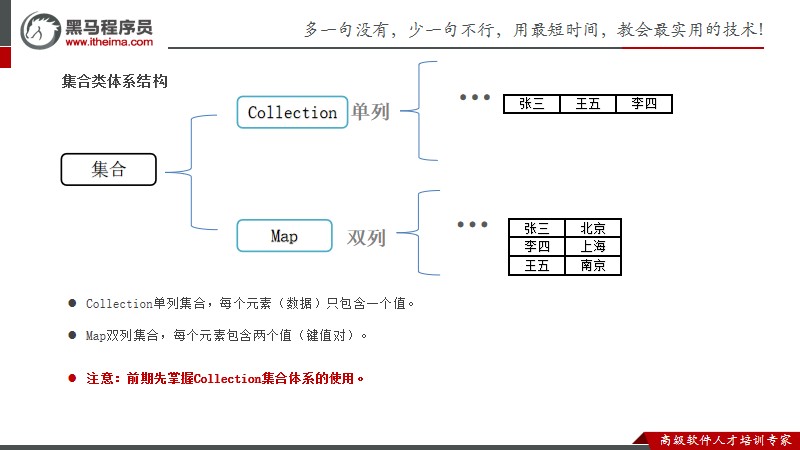 黑马程序员
www.itheima.com
多一句没有，少一句不行，用最短时间，教会最实用的技术！
集合类体系结构
集合
Collection 单列
••• 张三 王五 李四
Map 双列
••• 张三 北京
李四 上海
王五 南京
● Collection单列集合，每个元素（数据）只包含一个值。
● Map双列集合，每个元素包含两个值（键值对）。
● 注意：前期先掌握Collection集合体系的使用。
高级软件人才培训专家